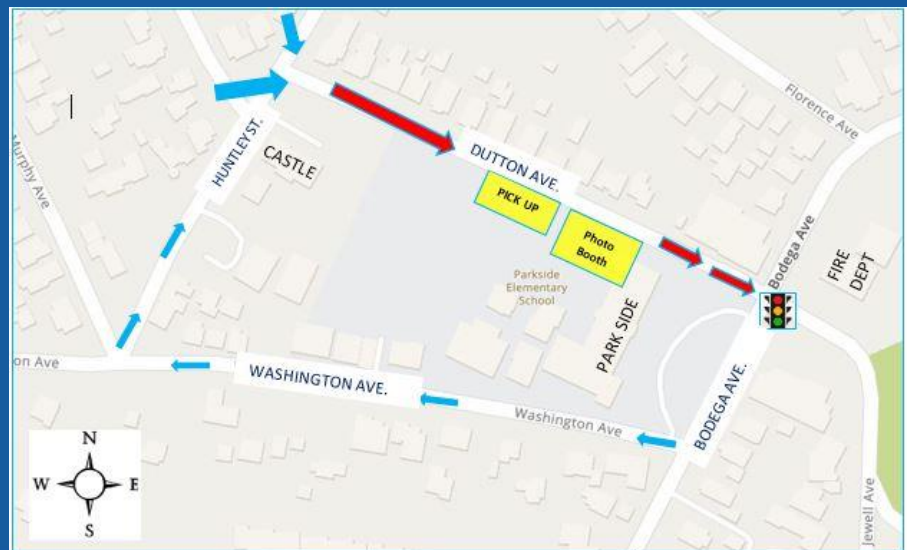 Florence Ave
HUNTLEY ST.
CASTLE
Murphy Ave
DUTTON AVE.
PICK UP
Photo
Booth
Bodega Ave
FIRE
DEPT
Parkside
Elementary
School
PARK SIDE
on Ave
WASHINGTON AVE.
Washington Ave
BODEGA AVE.
Jewell Ave
N
W
E
S